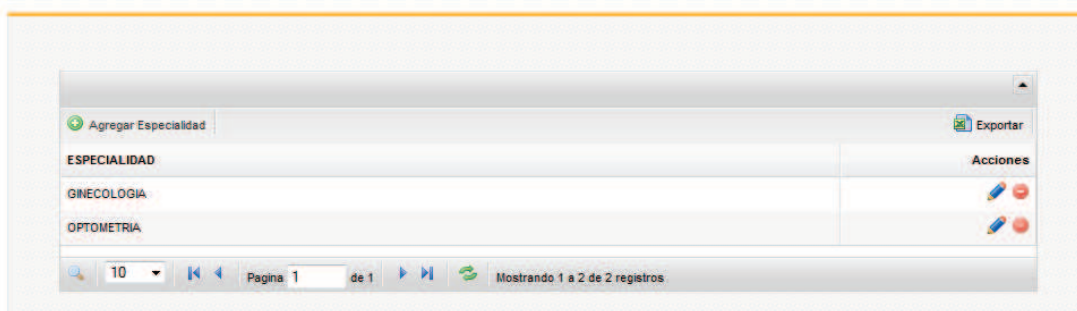 Agregar Especialidad Exportar
ESPECIALIDAD Acciones
GINECOLOGIA
OPTOMETRIA
10 Pagina 1 de 1 Mostrando 1 a 2 de 2 registros